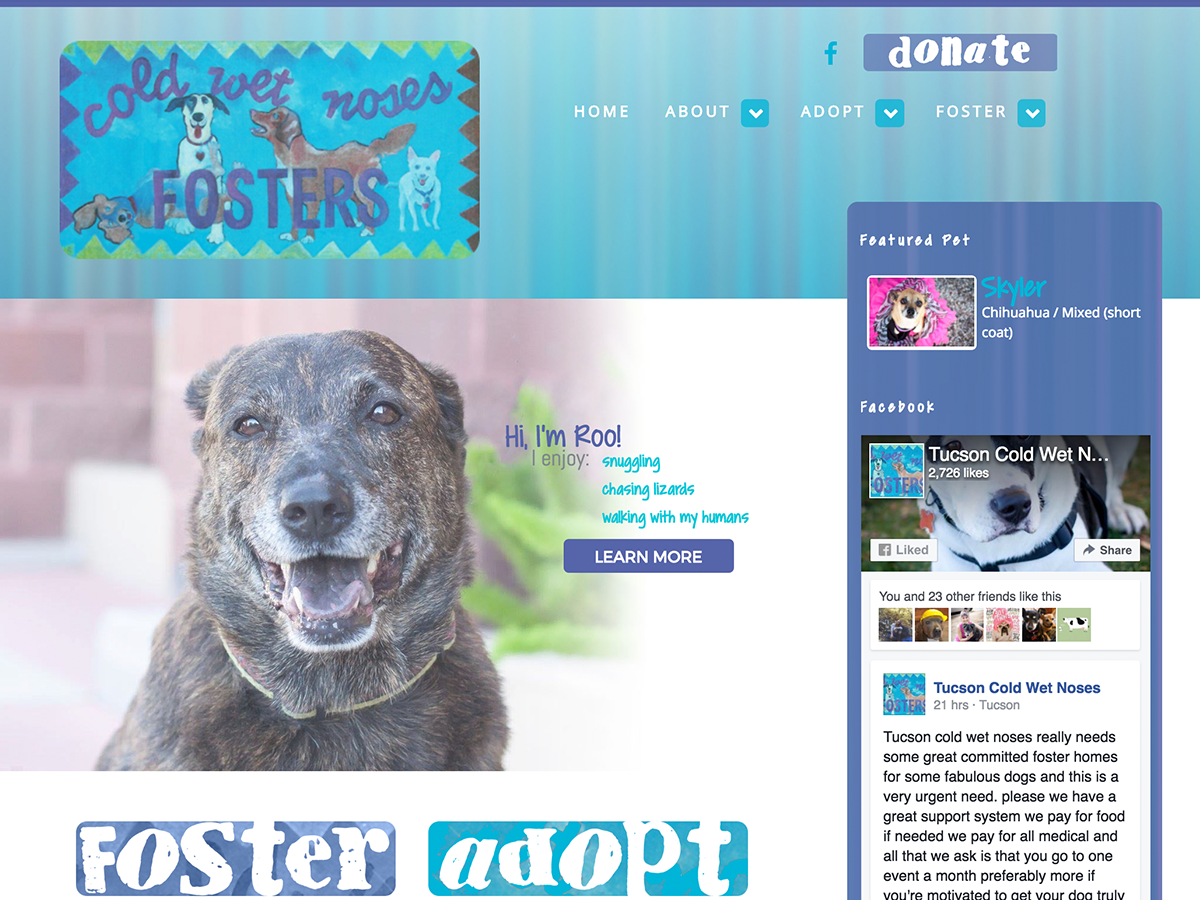 cold wet noses
FOSTERS
donate
HOME ABOUT ADOPT FOSTER
Featured Pet
Skyler
Chihuahua / Mixed (short
coat)
Hi, I'm Roo!
I enjoy: snuggling
chasing lizards
walking with my humans
LEARN MORE
Facebook
Tucson Cold Wet N...
2,726 likes
Liked
Share
You and 23 other friends like this
Tucson Cold Wet Noses
21 hrs · Tucson
Tucson cold wet noses really needs
some great committed foster homes
for some fabulous dogs and this is a
very urgent need. please we have a
great support system we pay for food
if needed we pay for all medical and
all that we ask is that you go to one
event a month preferably more if
you're motivated to get your dog truly
Foster
adopt